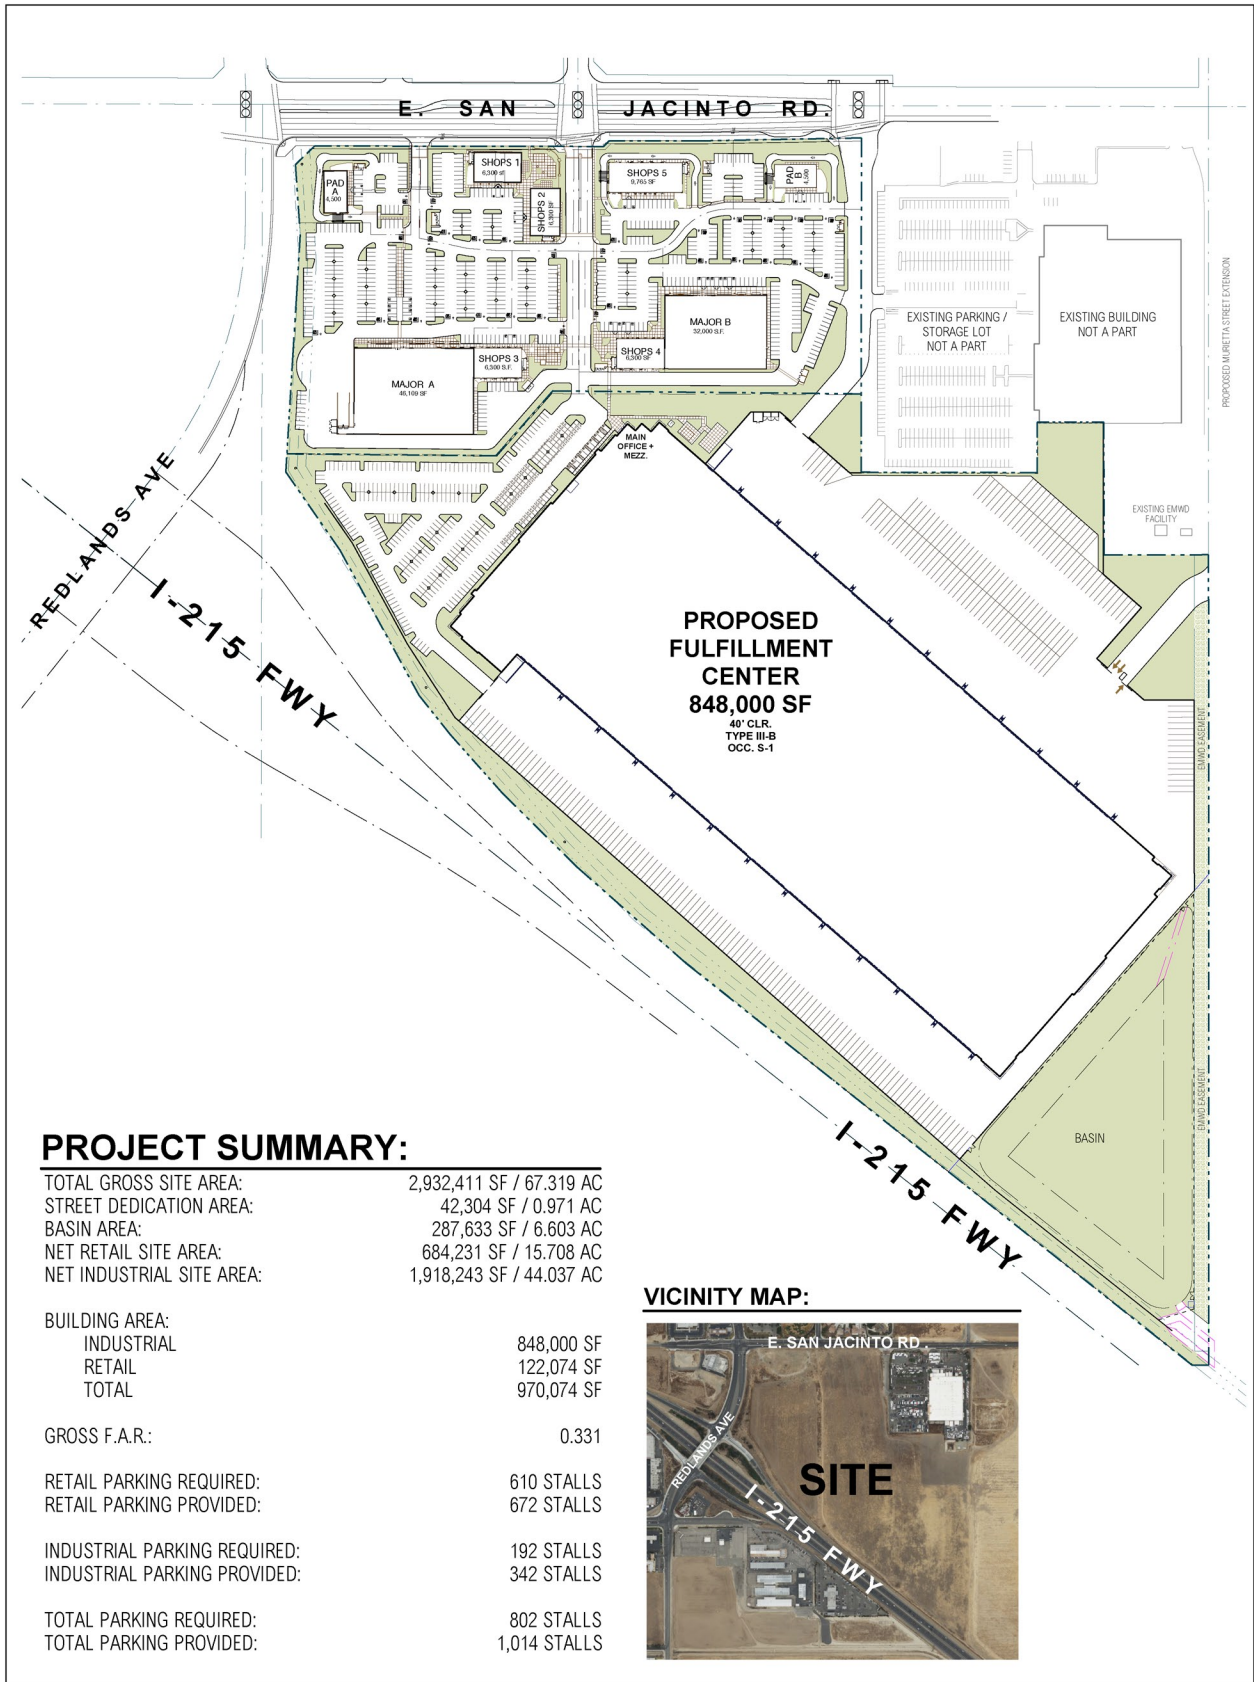 E. SAN JACINTO RD.
PAD
A
4,500
SHOPS 1
6,300 sf
SHOPS 2
6,300 SF
SHOPS 5
9,765 SF
PAD
B
4,500
MAJOR A
46,109 SF
SHOPS 3
6,300 S.F.
SHOPS 4
6,300 SF
MAJOR B
32,000 S.F.
EXISTING PARKING /
STORAGE LOT
NOT A PART
EXISTING BUILDING
NOT A PART
PROPOSED MURIETTA STREET EXTENSION
EXISTING EMWD
FACILITY
MAIN
OFFICE +
MEZZ.
REDLANDS AVE
I-215 FWY
PROPOSED
FULFILLMENT
CENTER
848,000 SF
40' CLR.
TYPE III-B
OCC. S-1
EMWD EASEMENT
EMWD EASEMENT
BASIN
I-215 FWY
PROJECT SUMMARY:
TOTAL GROSS SITE AREA: 2,932,411 SF / 67.319 AC
STREET DEDICATION AREA: 42,304 SF / 0.971 AC
BASIN AREA: 287,633 SF / 6.603 AC
NET RETAIL SITE AREA: 684,231 SF / 15.708 AC
NET INDUSTRIAL SITE AREA: 1,918,243 SF / 44.037 AC
BUILDING AREA:
INDUSTRIAL 848,000 SF
RETAIL 122,074 SF
TOTAL 970,074 SF
GROSS F.A.R.: 0.331
RETAIL PARKING REQUIRED: 610 STALLS
RETAIL PARKING PROVIDED: 672 STALLS
INDUSTRIAL PARKING REQUIRED: 192 STALLS
INDUSTRIAL PARKING PROVIDED: 342 STALLS
TOTAL PARKING REQUIRED: 802 STALLS
TOTAL PARKING PROVIDED: 1,014 STALLS
VICINITY MAP:
E. SAN JACINTO RD.
REDLANDS AVE
SITE
I-215 FWY